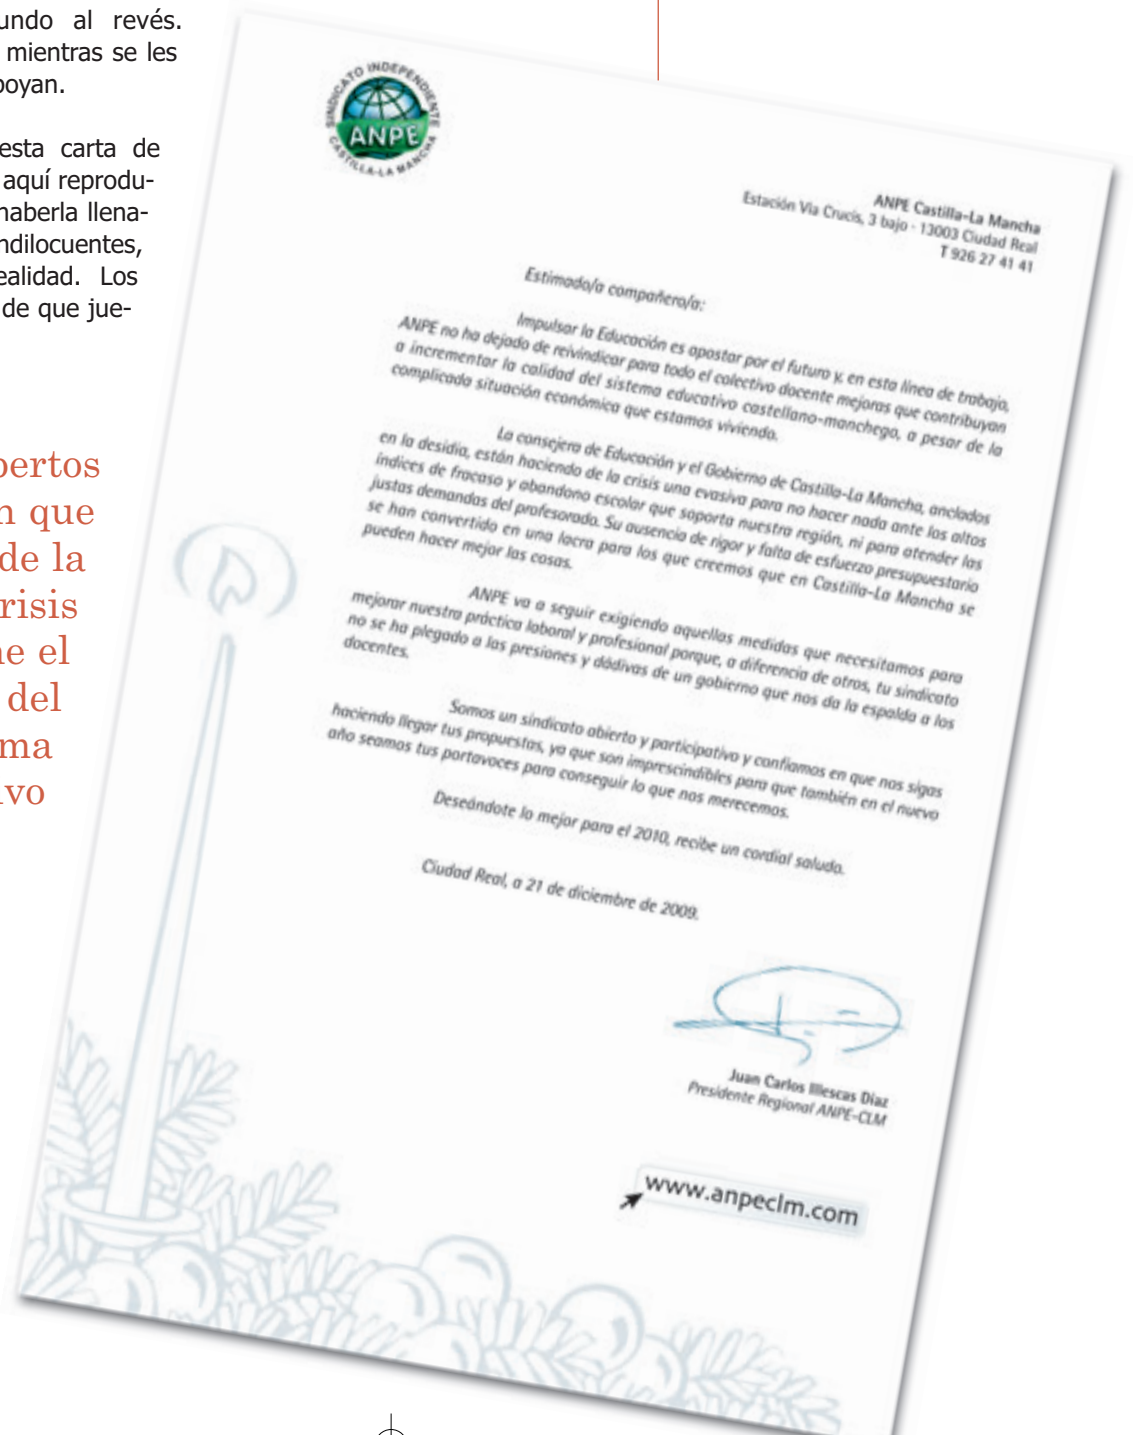 undo al revés.
mientras se les
poyan.
esta carta de
aquí reprodu-
haberla llena-
ndilocuentes,
ealidad. Los
de que jue-
pertos
n que
de la
risis
ne el
del
ma
vo
SINDICATO INDEPENDIENTE
ANPE
CASTILLA-LA MANCHA
ANPE Castilla-La Mancha
Estación Vía Crucis, 3 bajo - 13003 Ciudad Real
T 926 27 41 41
Estimado/a compañero/a:
Impulsar la Educación es apostar por el futuro y, en esta línea de trabajo,
ANPE no ha dejado de reivindicar para todo el colectivo docente mejoras que contribuyan
a incrementar la calidad del sistema educativo castellano-manchego, a pesar de la
complicada situación económica que estamos viviendo.
La consejera de Educación y el Gobierno de Castilla-La Mancha, anclados
en la desidia, están haciendo de la crisis una evasiva para no hacer nada ante los altos
índices de fracaso y abandono escolar que soporta nuestra región, ni para atender las
justas demandas del profesorado. Su ausencia de rigor y falta de esfuerzo presupuestario
se han convertido en una lacra para los que creemos que en Castilla-La Mancha se
pueden hacer mejor las cosas.
ANPE va a seguir exigiendo aquellas medidas que necesitamos para
mejorar nuestra práctica laboral y profesional porque, a diferencia de otros, tu sindicato
no se ha plegado a las presiones y dádivas de un gobierno que nos da la espalda a los
docentes.
Somos un sindicato abierto y participativo y confiamos en que nos sigas
haciendo llegar tus propuestas, ya que son imprescindibles para que también en el nuevo
año seamos tus portavoces para conseguir lo que nos merecemos.
Deseándote lo mejor para el 2010, recibe un cordial saludo.
Ciudad Real, a 21 de diciembre de 2009.
Juan Carlos Illescas Díaz
Presidente Regional ANPE-CLM
www.anpeclm.com